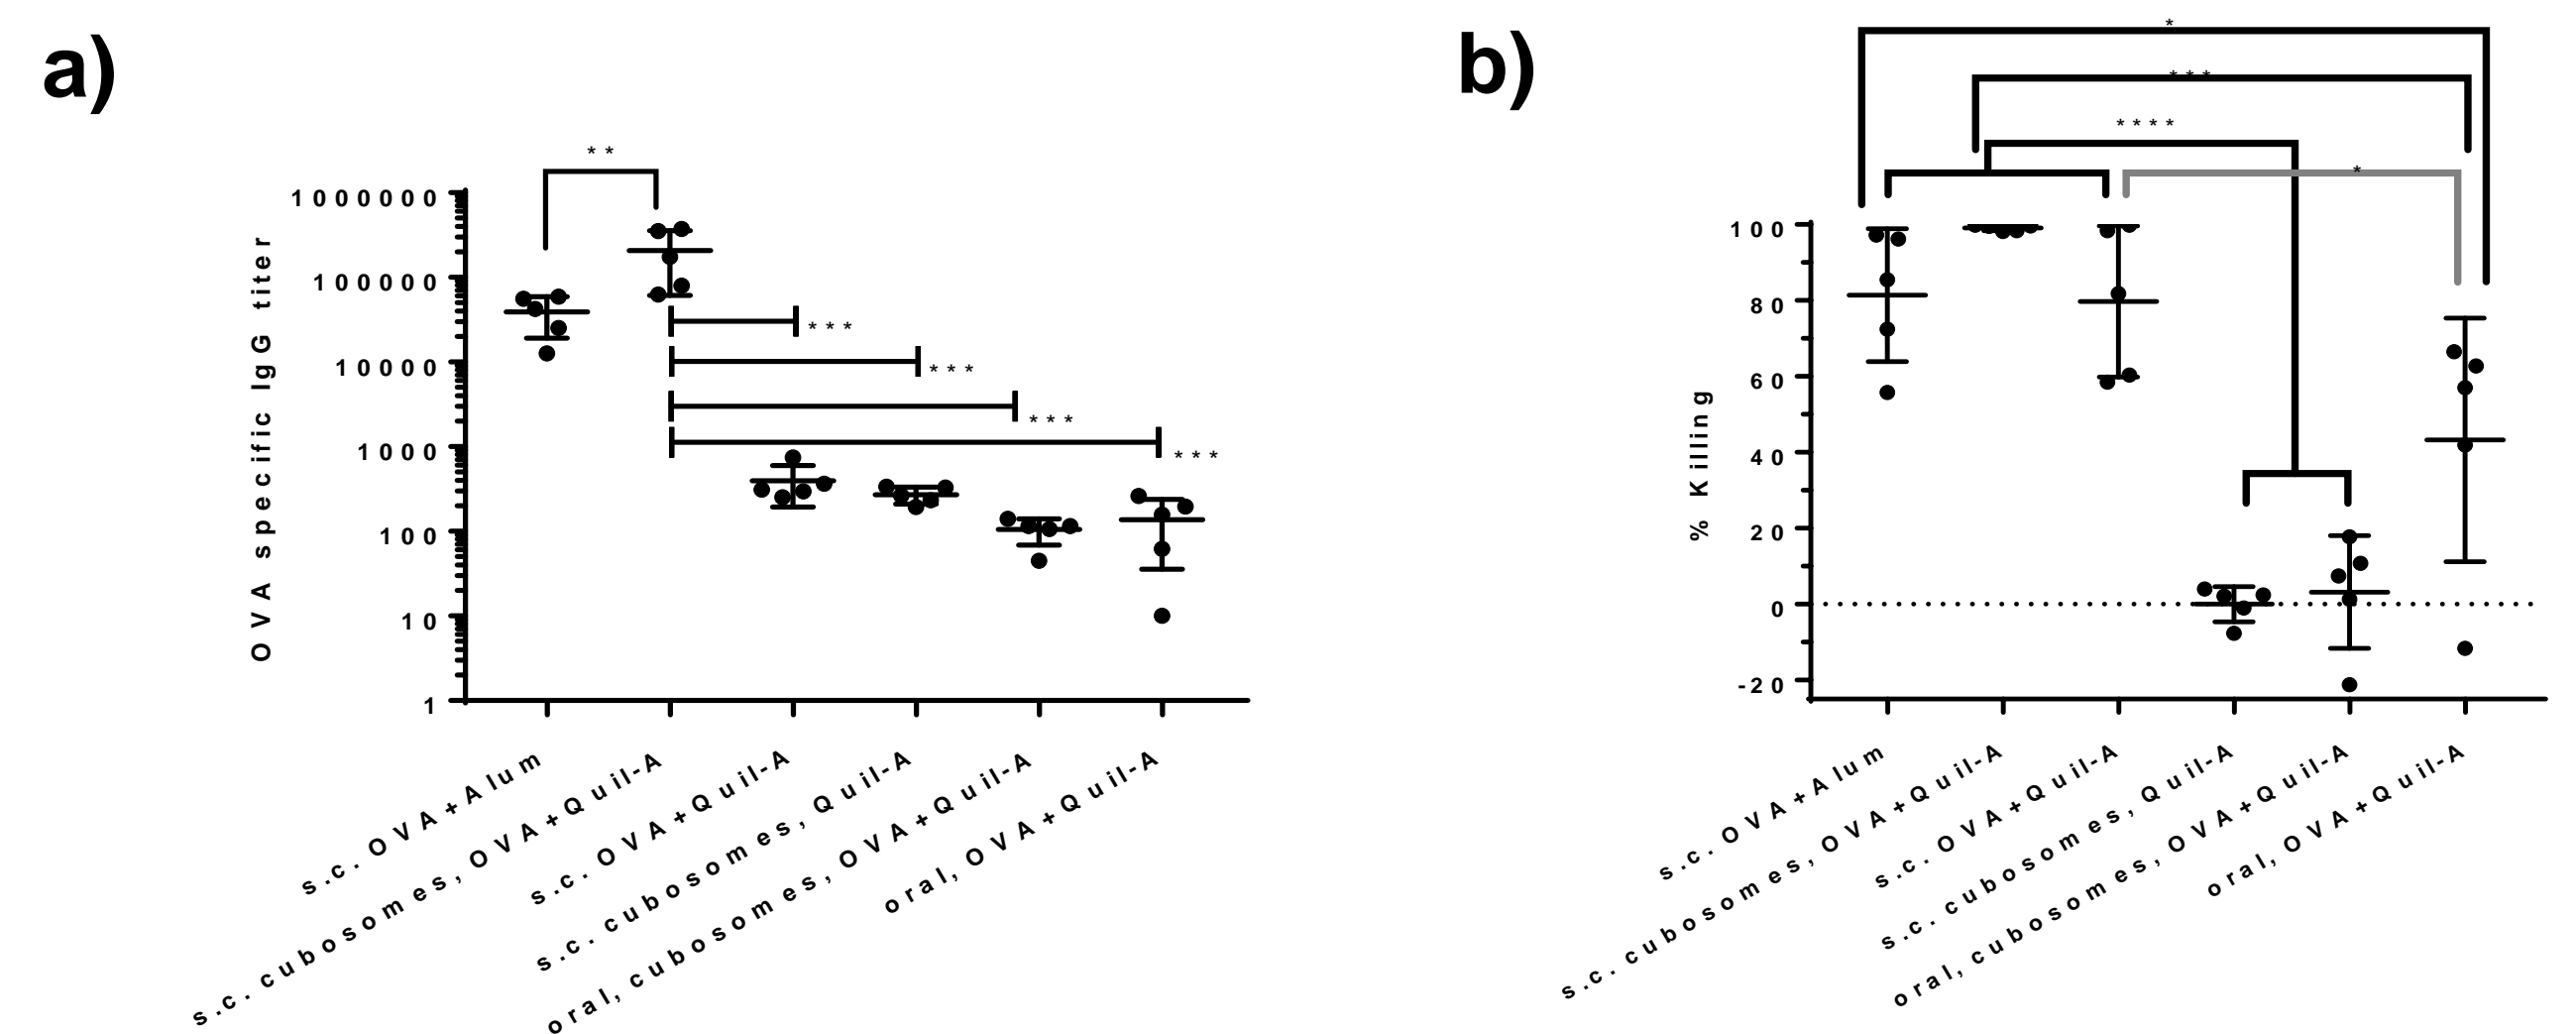 a)
**
1000000
100000
10000
1000
100
10
1
OVA specific IgG titer
***
***
***
***
s.c. OVA+Alum
s.c. cubosomes, OVA+Quil-A
s.c. OVA+Quil-A
s.c. cubosomes, Quil-A
oral, cubosomes, OVA+Quil-A
oral, OVA+Quil-A
b)
*
***
****
*
100
80
60
40
20
0
-20
% Killing
s.c. OVA+Alum
s.c. cubosomes, OVA+Quil-A
s.c. OVA+Quil-A
s.c. cubosomes, Quil-A
oral, cubosomes, OVA+Quil-A
oral, OVA+Quil-A